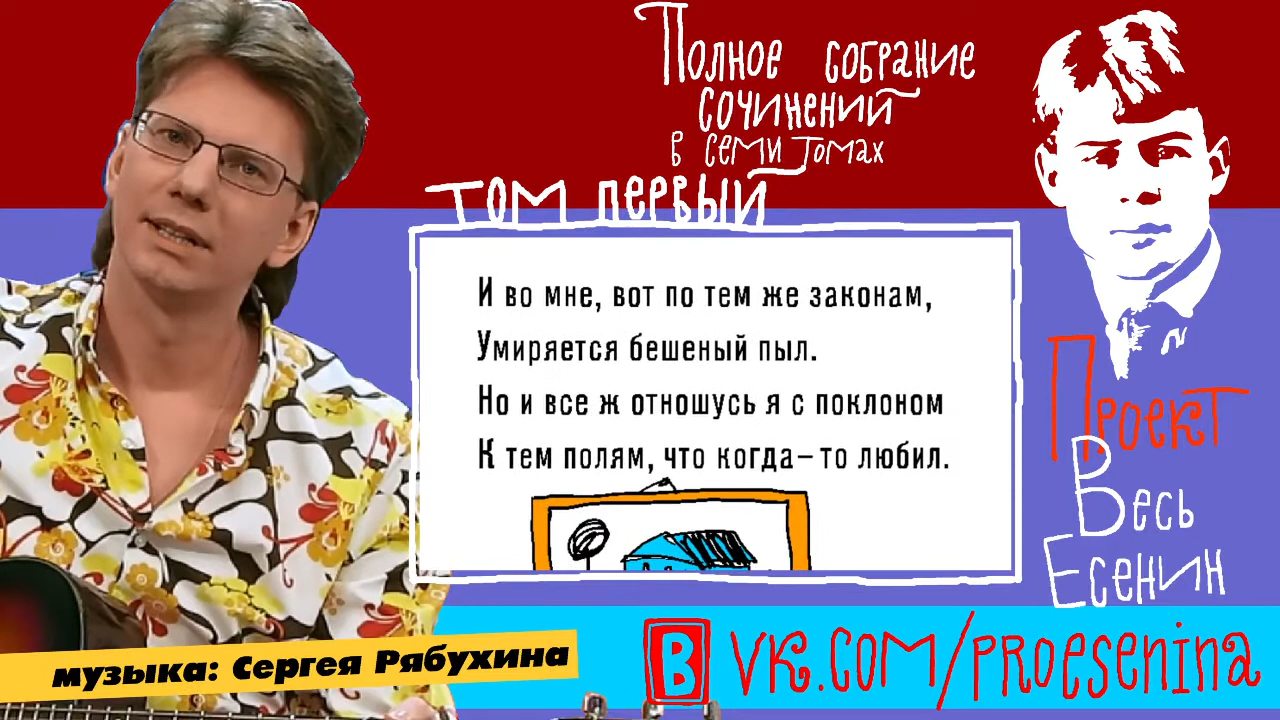 Полное собрание
сочинений
в семи томах
том первый
И во мне, вот по тем же законам,
Умиряется бешеный пыл.
Но и все ж отношусь я с поклоном
К тем полям, что когда-то любил.
Проект
Весь
Есенин
В vk.com/proesenina
музыка: Сергея Рябухина